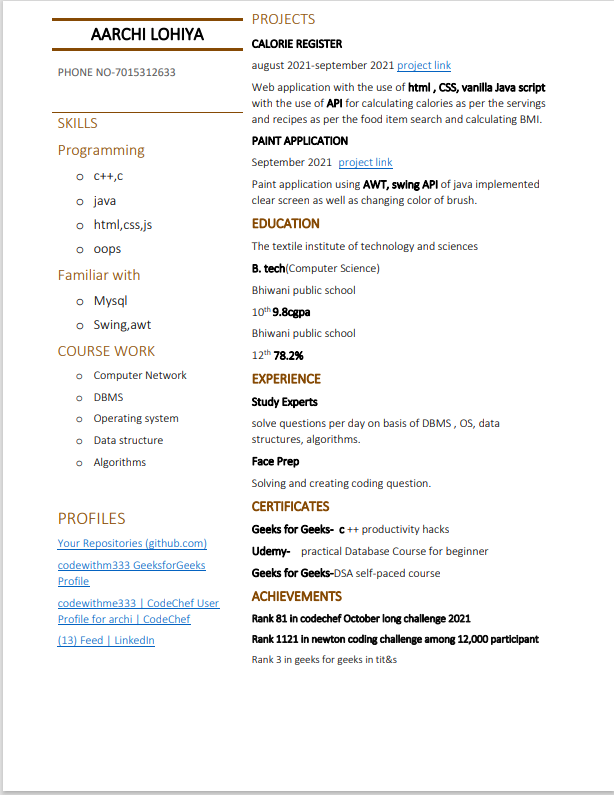 AARCHI LOHIYA
PHONE NO-7015312633
SKILLS
Programming
o c++,c
o java
o html,css,js
o oops
Familiar with
o Mysql
o Swing,awt
COURSE WORK
o Computer Network
o DBMS
o Operating system
o Data structure
o Algorithms
PROFILES
Your Repositories (github.com)
codewithm333 GeeksforGeeks
Profile
codewithme333 | CodeChef User
Profile for archi | CodeChef
(13) Feed | LinkedIn
PROJECTS
CALORIE REGISTER
august 2021-september 2021 project link
Web application with the use of html , CSS, vanilla Java script
with the use of API for calculating calories as per the servings
and recipes as per the food item search and calculating BMI.
PAINT APPLICATION
September 2021 project link
Paint application using AWT, swing API of java implemented
clear screen as well as changing color of brush.
EDUCATION
The textile institute of technology and sciences
B. tech(Computer Science)
Bhiwani public school
10th 9.8cgpa
Bhiwani public school
12th 78.2%
EXPERIENCE
Study Experts
solve questions per day on basis of DBMS , OS, data
structures, algorithms.
Face Prep
Solving and creating coding question.
CERTIFICATES
Geeks for Geeks- c ++ productivity hacks
Udemy- practical Database Course for beginner
Geeks for Geeks-DSA self-paced course
ACHIEVEMENTS
Rank 81 in codechef October long challenge 2021
Rank 1121 in newton coding challenge among 12,000 participant
Rank 3 in geeks for geeks in tit&s